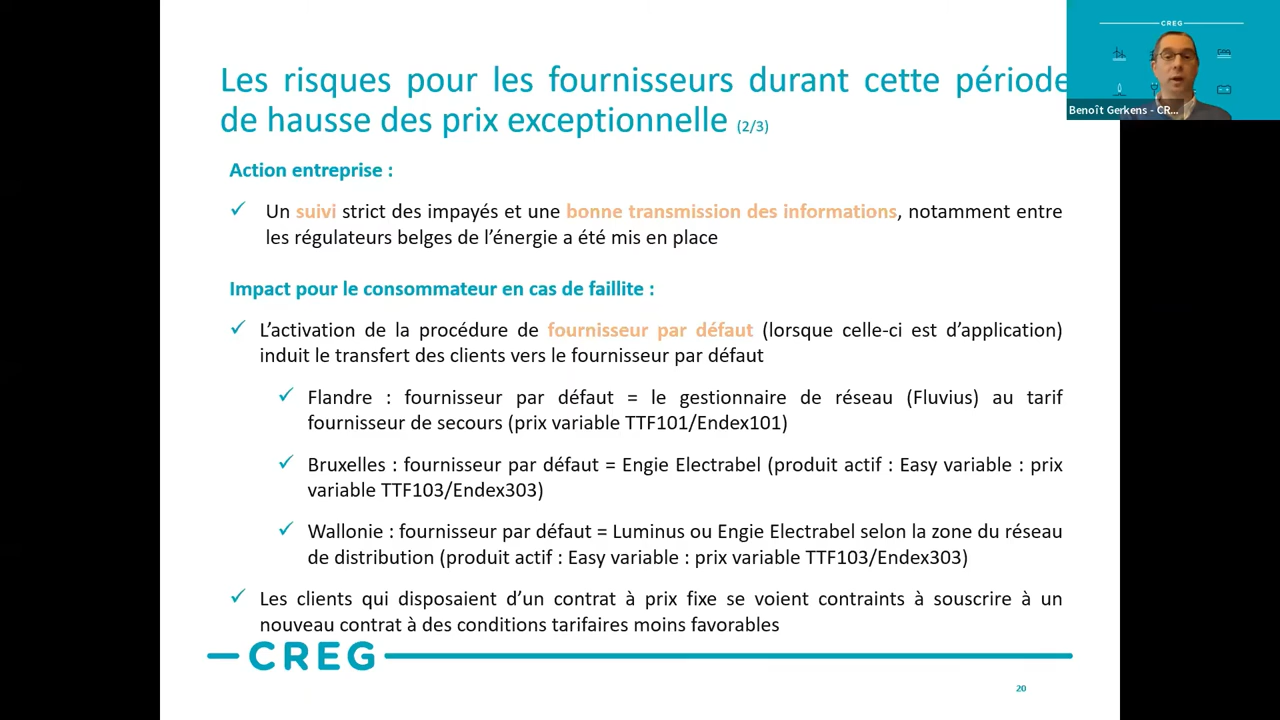 CREG
GAA
Benoît Gerkens - CR...
Les risques pour les fournisseurs durant cette période
de hausse des prix exceptionnelle (2/3)
Action entreprise :
Un suivi strict des impayés et une bonne transmission des informations, notamment entre
les régulateurs belges de l’énergie a été mis en place
Impact pour le consommateur en cas de faillite :
L’activation de la procédure de fournisseur par défaut (lorsque celle-ci est d’application)
induit le transfert des clients vers le fournisseur par défaut
Flandre : fournisseur par défaut = le gestionnaire de réseau (Fluvius) au tarif
fournisseur de secours (prix variable TTF101/Endex101)
Bruxelles : fournisseur par défaut = Engie Electrabel (produit actif : Easy variable : prix
variable TTF103/Endex303)
Wallonie : fournisseur par défaut = Luminus ou Engie Electrabel selon la zone du réseau
de distribution (produit actif : Easy variable : prix variable TTF103/Endex303)
Les clients qui disposaient d’un contrat à prix fixe se voient contraints à souscrire à un
nouveau contrat à des conditions tarifaires moins favorables
CREG
20